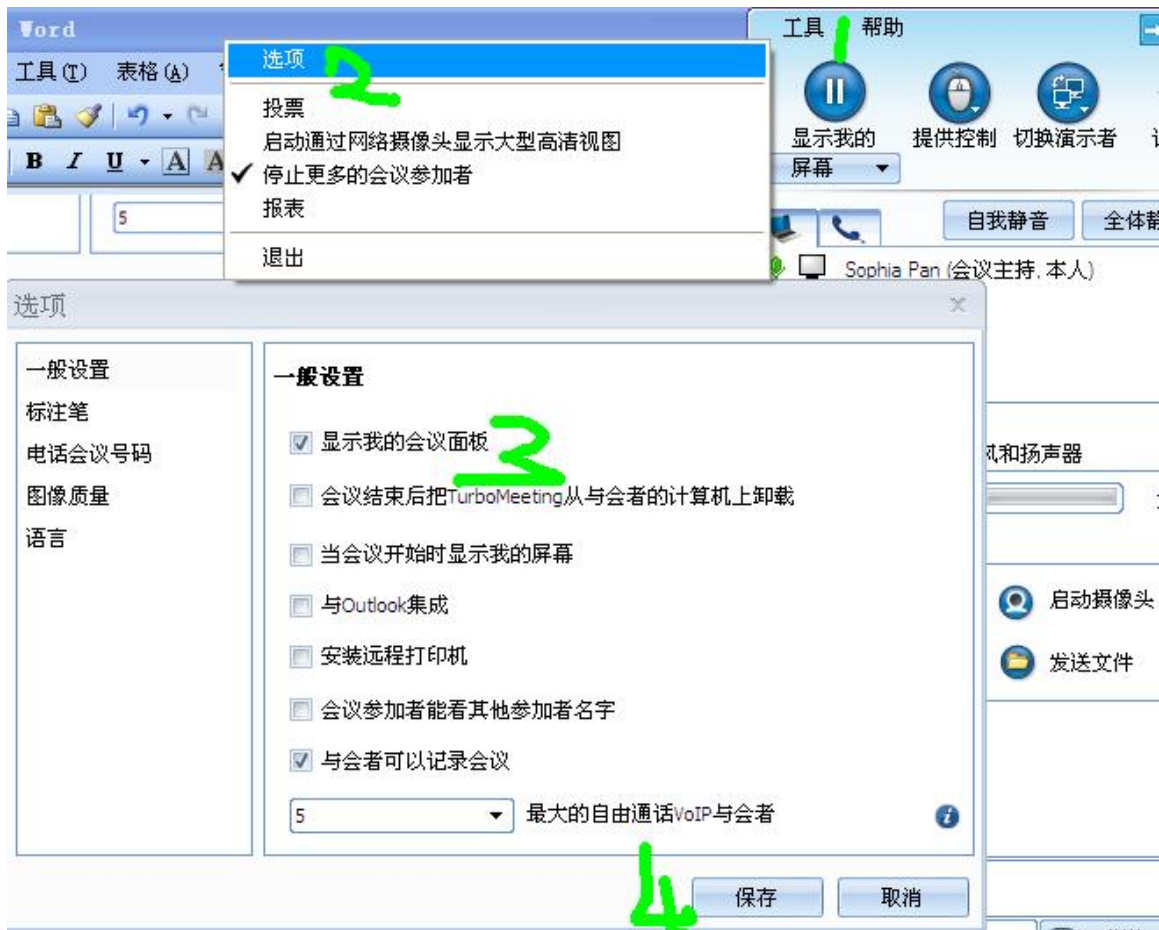 Word
工具 帮助
1
工具(T) 表格(A)
选项
2
投票
启动通过网络摄像头显示大型高清视图
停止更多的会议参加者
报表
退出
显示我的
屏幕
提供控制
切换演示者
B I U A A
5
自我静音
全体静
Sophia Pan (会议主持, 本人)
选项
一般设置
标注笔
电话会议号码
图像质量
语言
一般设置
显示我的会议面板
3
会议结束后把TurboMeeting从与会者的计算机上卸载
当会议开始时显示我的屏幕
与Outlook集成
安装远程打印机
会议参加者能看其他参加者名字
与会者可以记录会议
5 最大的自由通话VoIP与会者
4
保存 取消
风和扬声器
启动摄像头
发送文件